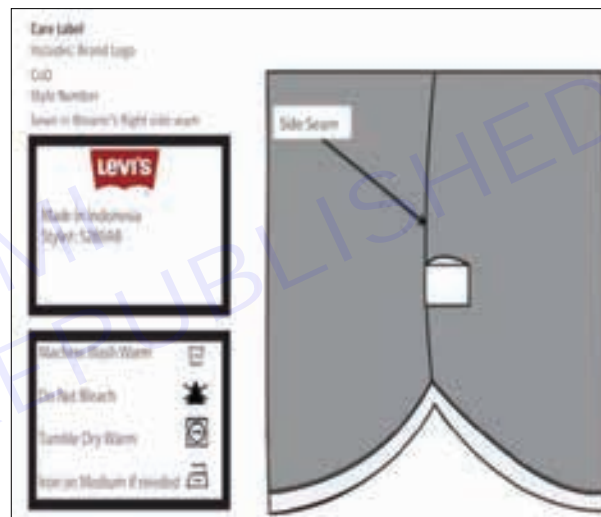 Care Label
Includes: Brand Logo
CoO
Style Number
Sewn in Wearer's Right side seam
Side Seam
Levi's
Made in Indonesia
Style#:
Machine Wash Warm
Do Not Bleach
Tumble Dry Warm
Iron on Medium if needed
EPUBLISHED